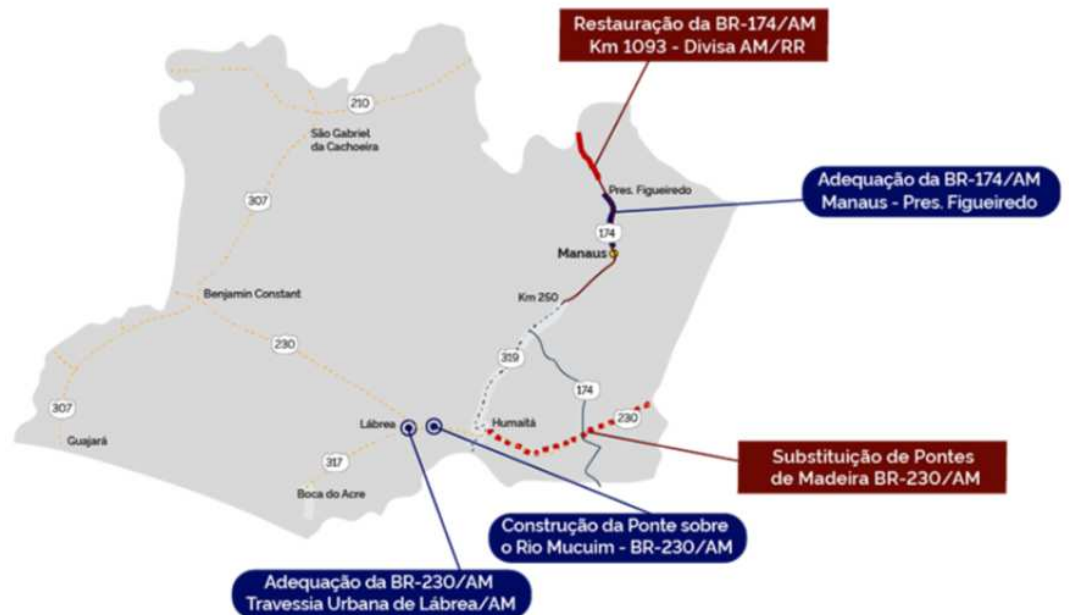 Restauração da BR-174/AM
Km 1093 - Divisa AM/RR
210
São Gabriel
da Cachoeira
307
Pres. Figueiredo
Adequação da BR-174/AM
Manaus - Pres. Figueiredo
174
Manaus
Benjamin Constant
Km 250
230
319
307
174
230
Guajará
Lábrea
Humaitá
317
Boca do Acre
Substituição de Pontes
de Madeira BR-230/AM
Construção da Ponte sobre
o Rio Mucuim - BR-230/AM
Adequação da BR-230/AM
Travessia Urbana de Lábrea/AM